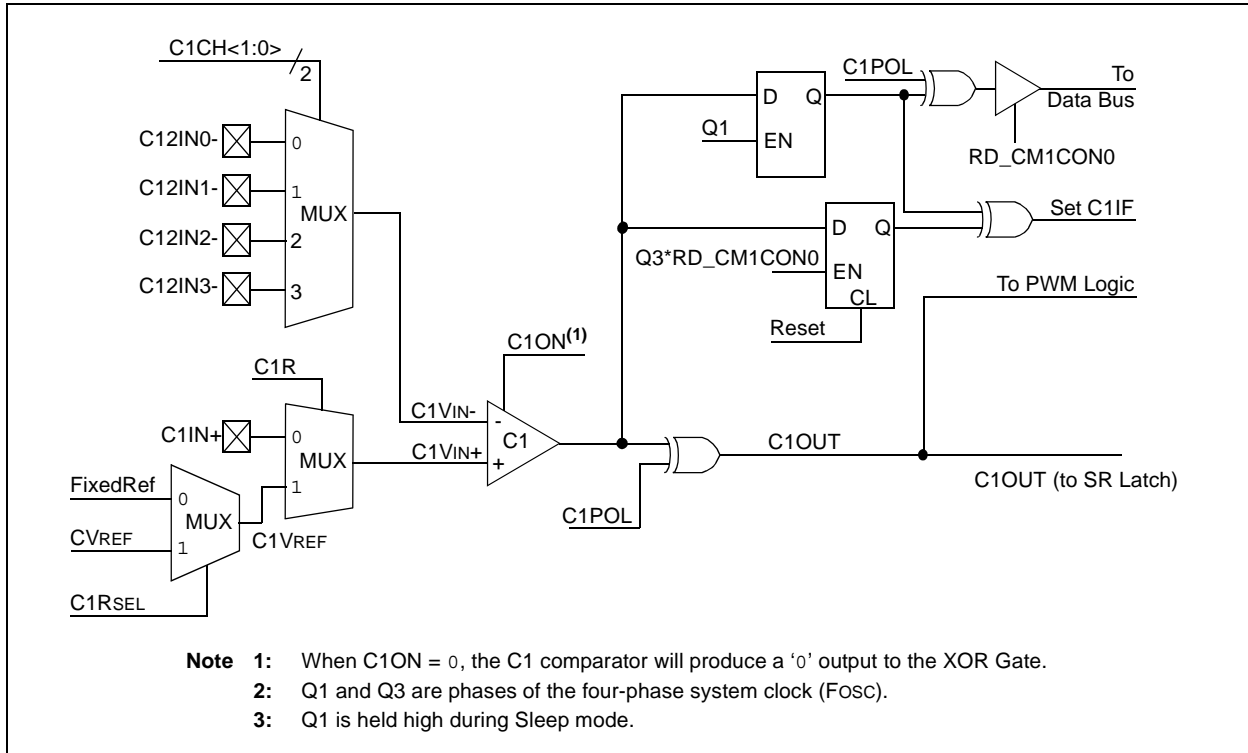 C1CH<1:0>
2
C12IN0-
0
C12IN1-
1
MUX
C12IN2-
2
C12IN3-
3
C1POL
To
Data Bus
D Q
Q1
EN
RD_CM1CON0
Set C1IF
D Q
Q3*RD_CM1CON0
EN
CL
Reset
To PWM Logic
C1ON(1)
C1R
C1IN+
0
MUX
1
C1VIN-
-
C1
C1VIN+
+
C1OUT
C1OUT (to SR Latch)
C1POL
FixedRef
0
MUX
CVREF
1
C1VREF
C1RSEL
Note 1: When C1ON = 0, the C1 comparator will produce a ‘0’ output to the XOR Gate.
2: Q1 and Q3 are phases of the four-phase system clock (FOSC).
3: Q1 is held high during Sleep mode.